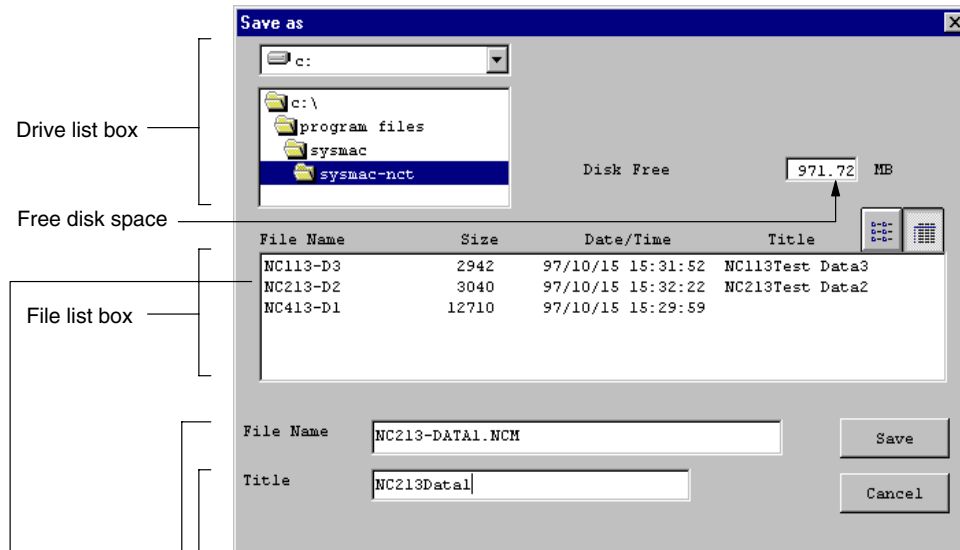 Save as
c:
c:\
program files
sysmac
sysmac-nct
Drive list box
Disk Free 971.72 MB
Free disk space
File Name Size Date/Time Title
NC113-D3 2942 97/10/15 15:31:52 NC113Test Data3
NC213-D2 3040 97/10/15 15:32:22 NC213Test Data2
NC413-D1 12710 97/10/15 15:29:59
File list box
File Name NC213-DATA1.NCM Save
Title NC213Data1 Cancel